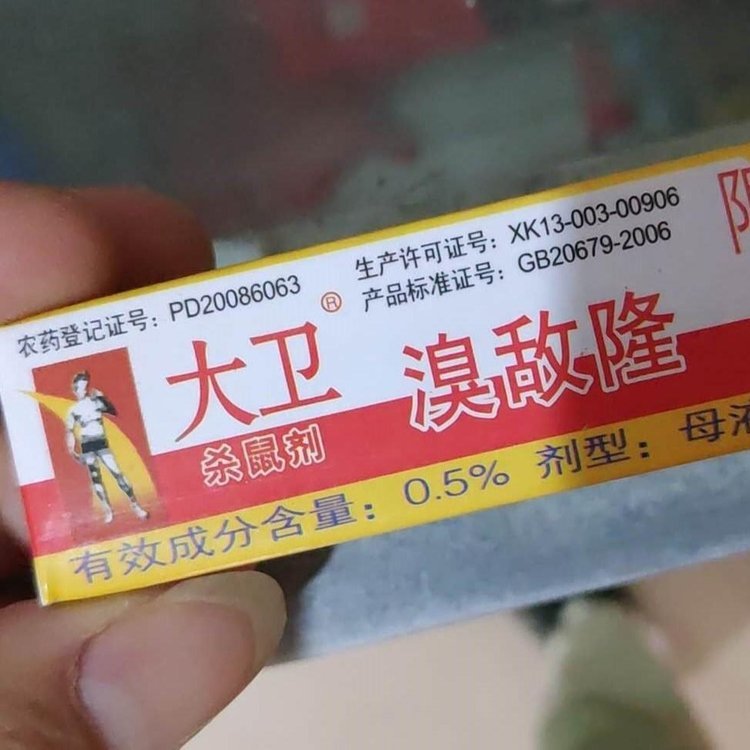 农药登记证号：PD20086063
生产许可证号：XK13-003-00906
产品标准证号：GB20679-2006
大卫®
杀鼠剂
溴敌隆
有效成分含量：0.5% 剂型：母